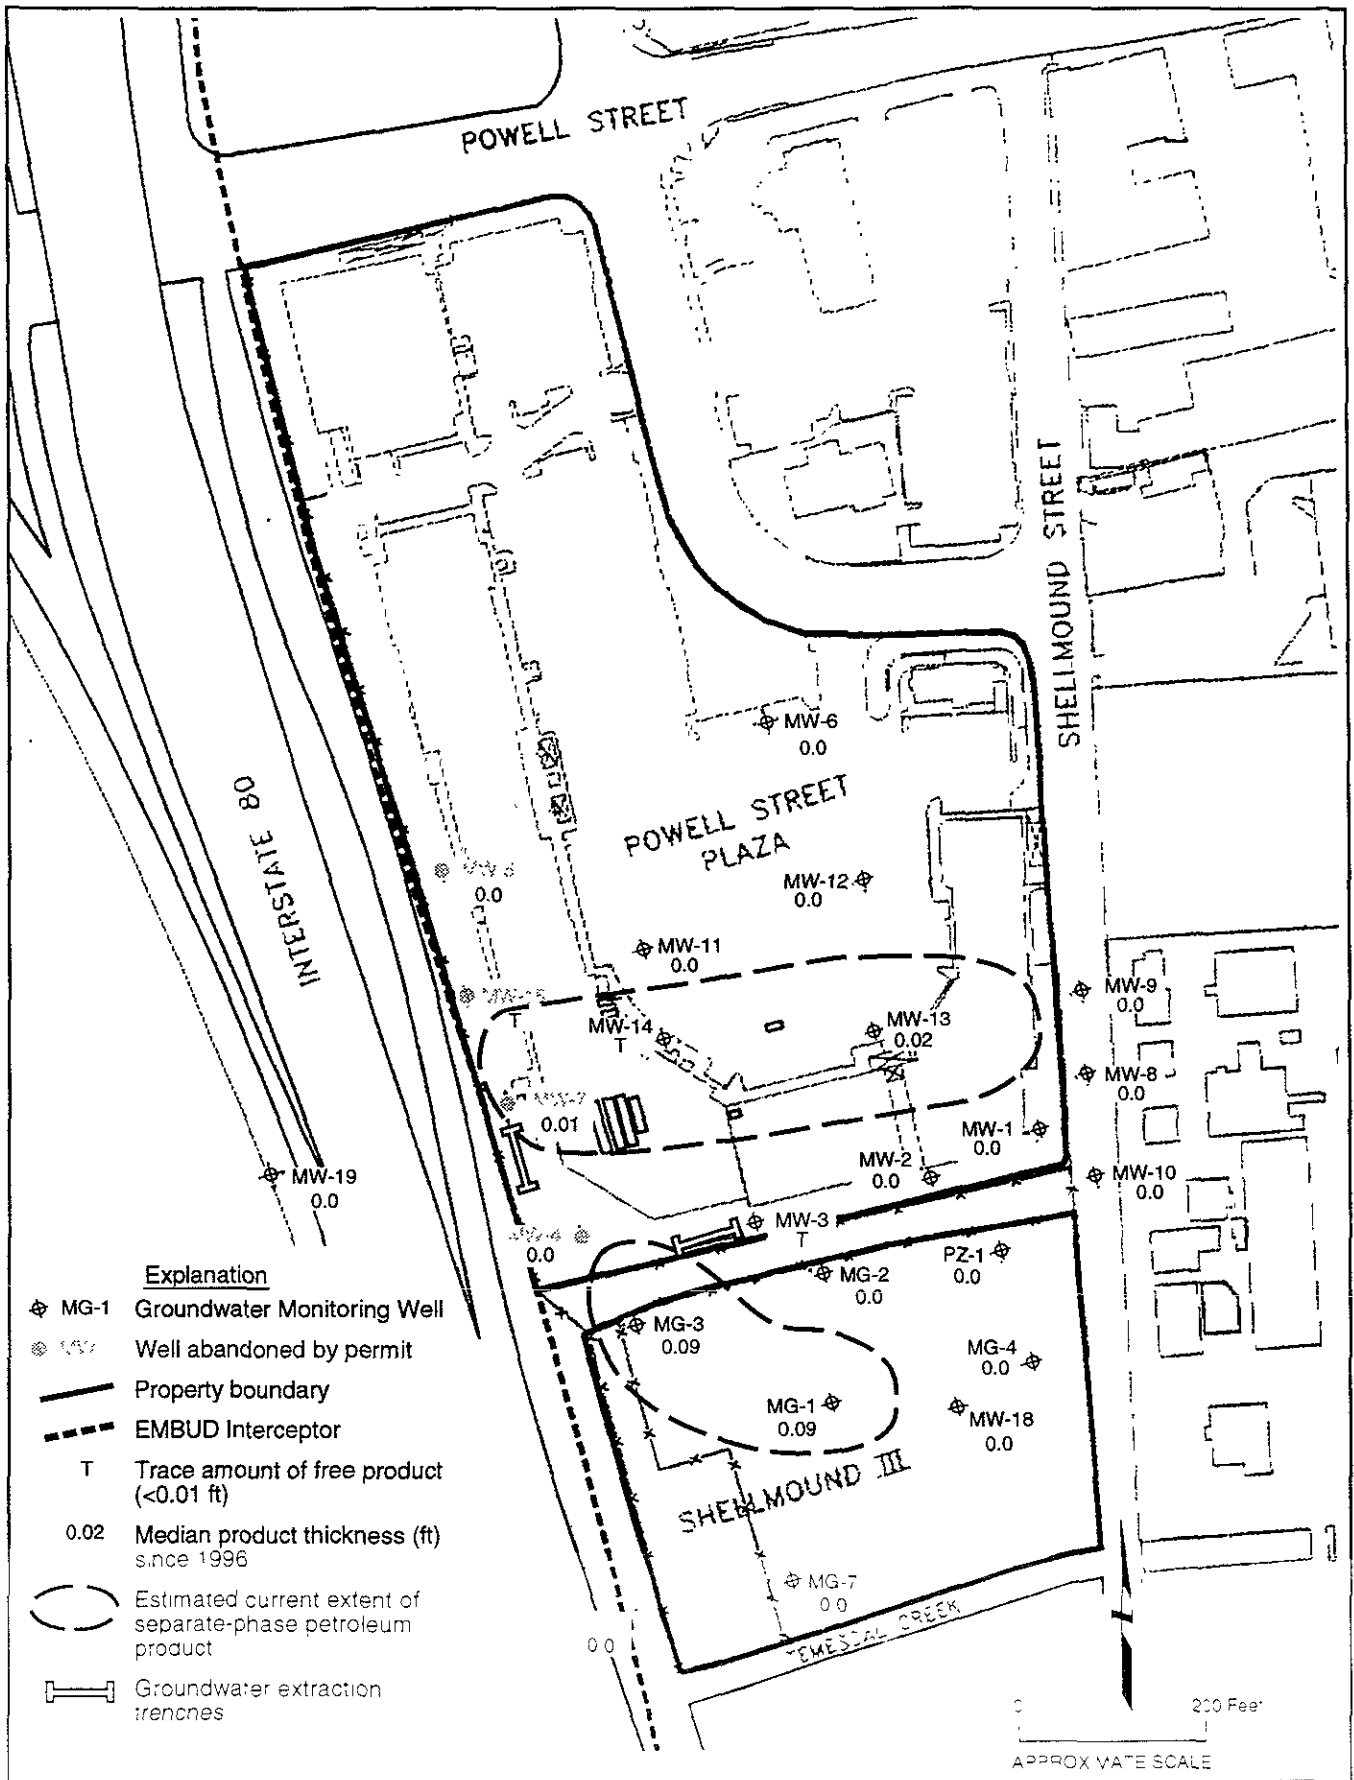 POWELL STREET
SHELLMOUND STREET
INTERSTATE 80
MW-6
0.0
POWELL STREET
PLAZA
0.0
MW-12
0.0
MW-11
0.0
MW-15
T
MW-14
T
MW-13
0.02
MW-9
0.0
MW-8
0.0
MW-7
0.01
MW-1
0.0
MW-2
0.0
MW-10
0.0
MW-19
0.0
MW-3
T
MW-4
0.0
PZ-1
0.0
MG-2
0.0
MG-3
0.09
MG-4
0.0
MG-1
0.09
MW-18
0.0
SHELLMOUND III
MG-7
0.0
TEMESCAL CREEK
0.0
Explanation
MG-1 Groundwater Monitoring Well
Well abandoned by permit
Property boundary
EMBUD Interceptor
T Trace amount of free product
(<0.01 ft)
0.02 Median product thickness (ft)
since 1996
Estimated current extent of
separate-phase petroleum
product
Groundwater extraction
trenches
0 200 Feet
APPROXIMATE SCALE